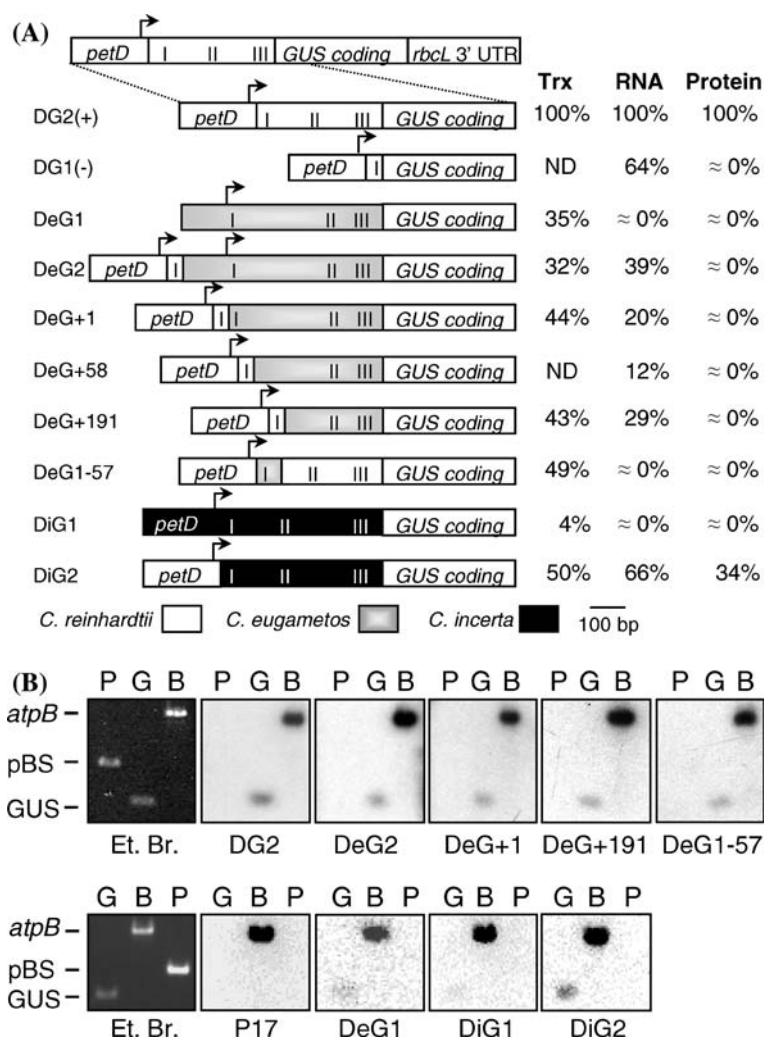 (A)
petD I II III GUS coding rbcL 3' UTR
Trx RNA Protein
DG2(+) petD I II III GUS coding 100% 100% 100%
DG1(-) petD I GUS coding ND 64% ≈ 0%
DeG1 I II III GUS coding 35% ≈ 0% ≈ 0%
DeG2 petD I I II III GUS coding 32% 39% ≈ 0%
DeG+1 petD I I II III GUS coding 44% 20% ≈ 0%
DeG+58 petD I II III GUS coding ND 12% ≈ 0%
DeG+191 petD I II III GUS coding 43% 29% ≈ 0%
DeG1-57 petD I II III GUS coding 49% ≈ 0% ≈ 0%
DiG1 petD I II III GUS coding 4% ≈ 0% ≈ 0%
DiG2 petD I II III GUS coding 50% 66% 34%
C. reinhardtii C. eugametos C. incerta 100 bp
(B)
P G B P G B P G B P G B P G B P G B
atpB
pBS
GUS
Et. Br. DG2 DeG2 DeG+1 DeG+191 DeG1-57
G B P G B P G B P G B P G B P
atpB
pBS
GUS
Et. Br. P17 DeG1 DiG1 DiG2